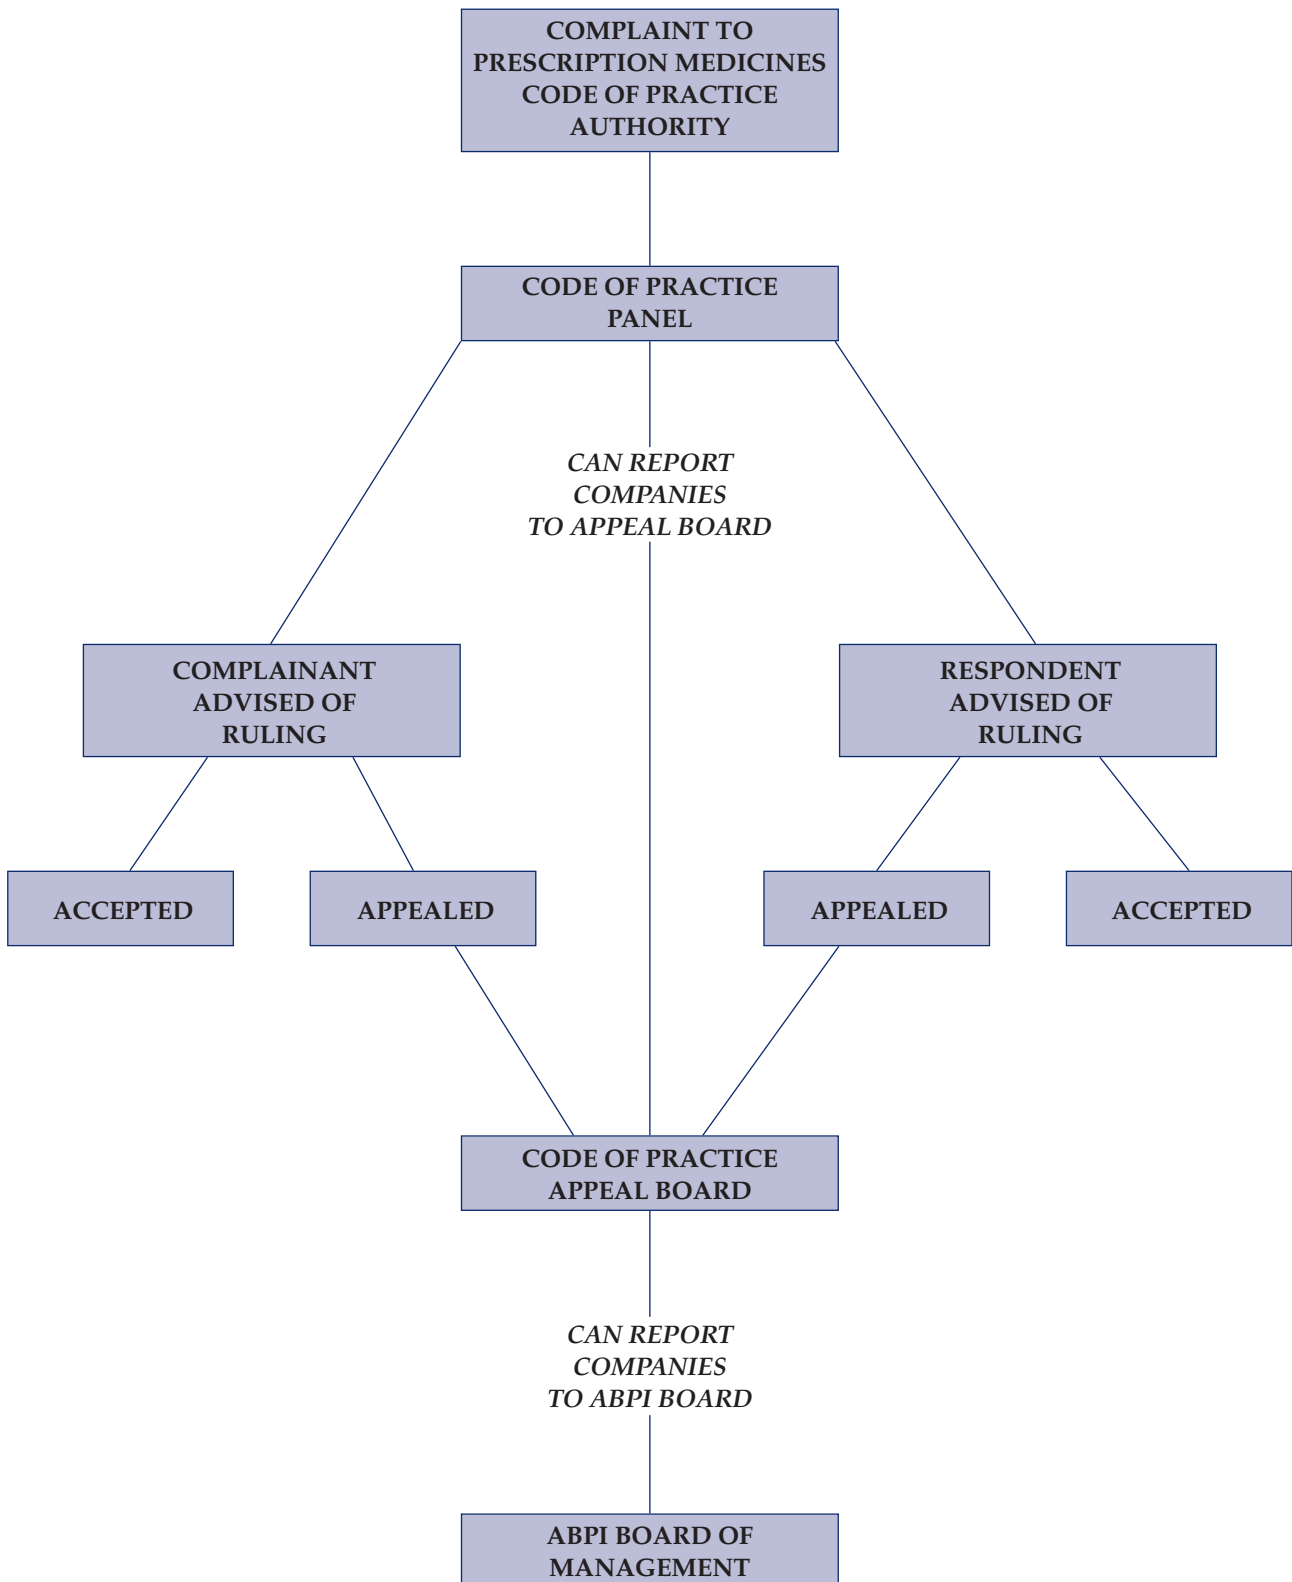 COMPLAINT TO
PRESCRIPTION MEDICINES
CODE OF PRACTICE
AUTHORITY
CODE OF PRACTICE
PANEL
CAN REPORT
COMPANIES
TO APPEAL BOARD
COMPLAINANT
ADVISED OF
RULING
RESPONDENT
ADVISED OF
RULING
ACCEPTED
APPEALED
APPEALED
ACCEPTED
CODE OF PRACTICE
APPEAL BOARD
CAN REPORT
COMPANIES
TO ABPI BOARD
ABPI BOARD OF
MANAGEMENT